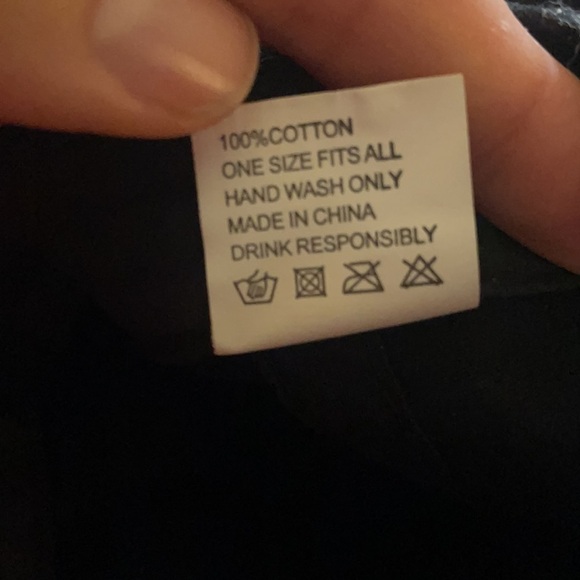 100%COTTON
ONE SIZE FITS ALL
HAND WASH ONLY
MADE IN CHINA
DRINK RESPONSIBLY